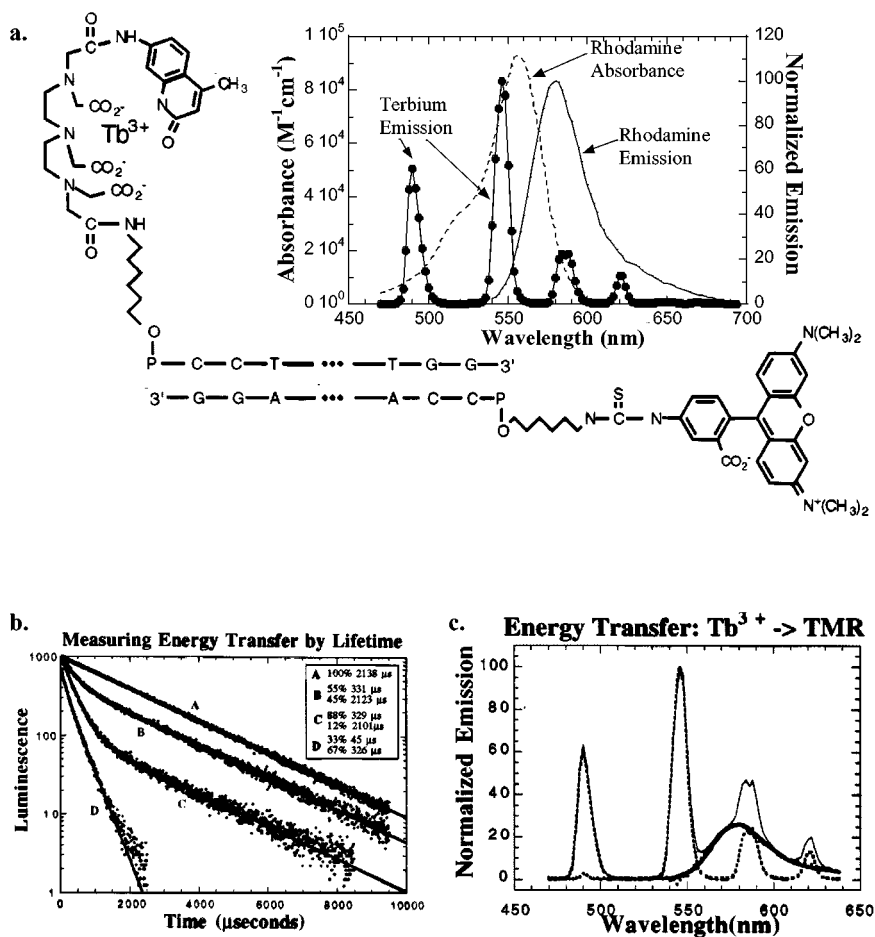 a.
O
C
NH
N
CH3
N
O
CO2-
Tb3+
N
CO2-
N
CO2-
C
NH
O
O
P C C T ••• T G G 3'
3' G G A ••• A C C P
O
N C N
S
CO2-
N(CH3)2
O
N+(CH3)2
Absorbance (M-1cm-1)
1 10^5
8 10^4
6 10^4
4 10^4
2 10^4
0 10^0
Normalized Emission
120
100
80
60
40
20
0
Rhodamine
Absorbance
Terbium
Emission
Rhodamine
Emission
450 500 550 600 650 700
Wavelength (nm)
b.
Measuring Energy Transfer by Lifetime
Luminescence
1000
100
10
1
A 100% 2138 µs
B 55% 331 µs
45% 2123 µs
C 88% 329 µs
12% 2101µs
D 33% 45 µs
67% 326 µs
A
B
C
D
0 2000 4000 6000 8000 10000
Time (µseconds)
c.
Energy Transfer: Tb3 + -> TMR
Normalized Emission
100
80
60
40
20
0
450 500 550 600 650
Wavelength(nm)